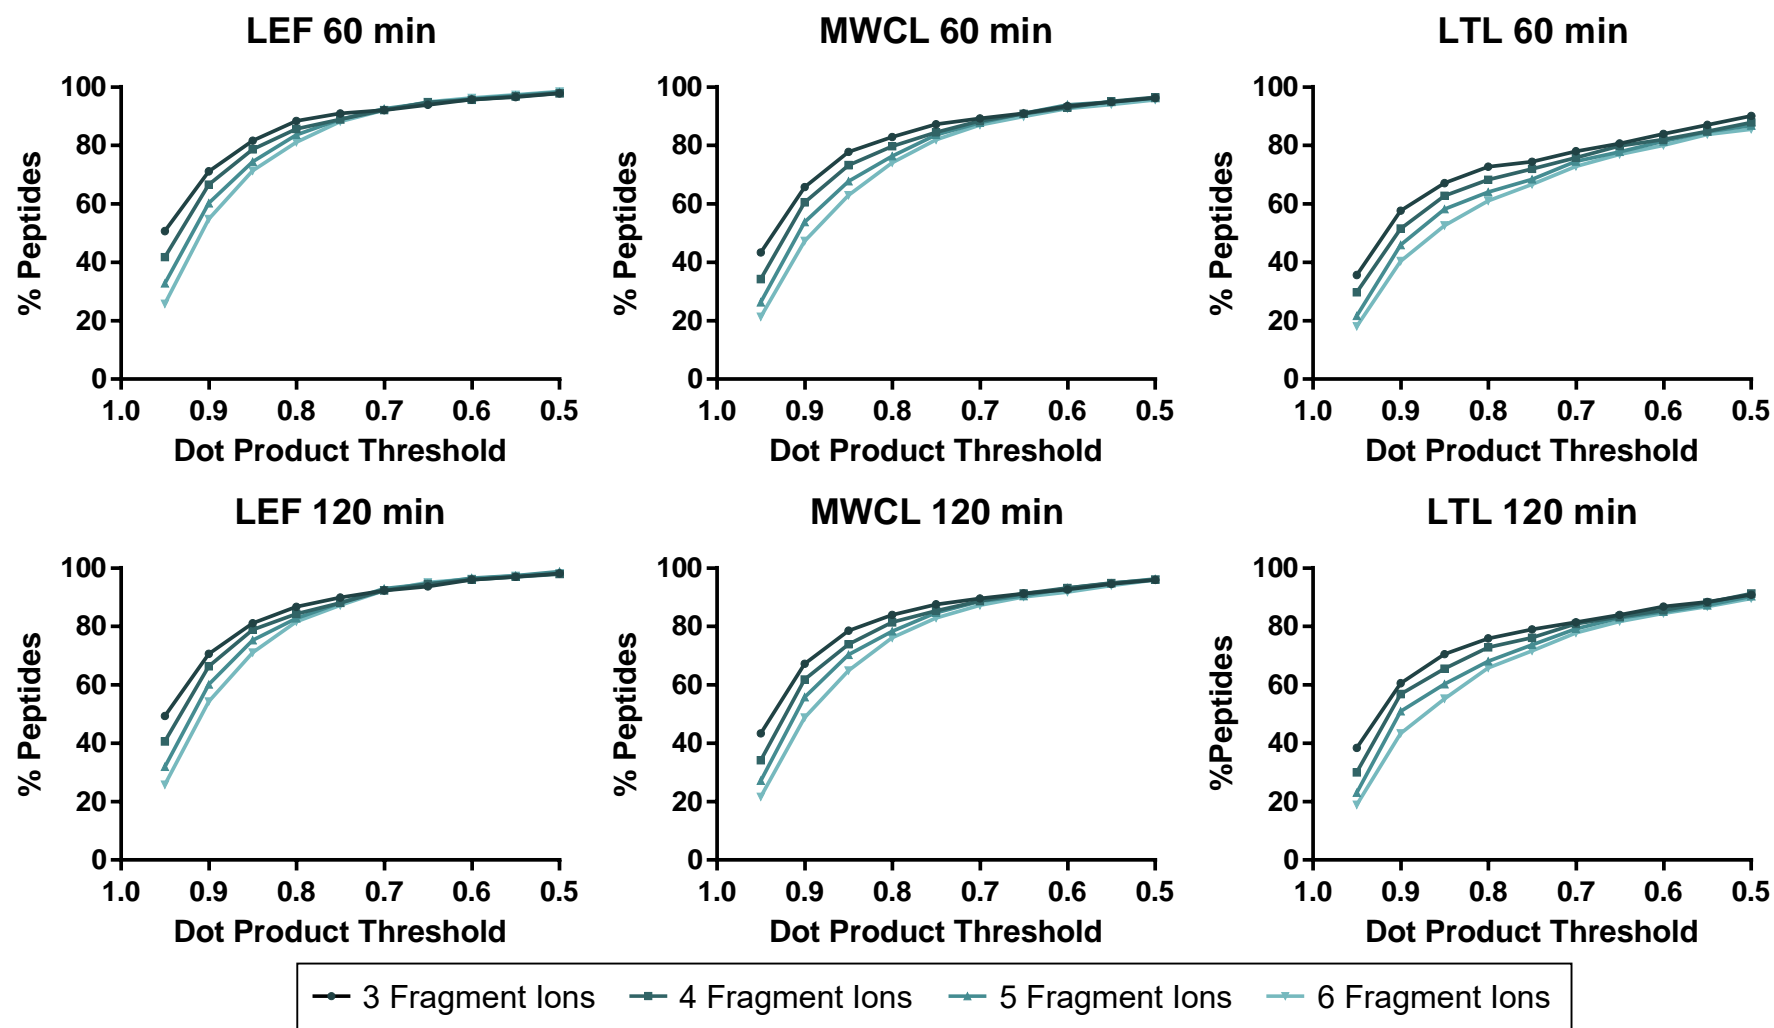 LEF 60 min
MWCL 60 min
LTL 60 min
% Peptides
100
80
60
40
20
0
1.0 0.9 0.8 0.7 0.6 0.5
Dot Product Threshold
% Peptides
100
80
60
40
20
0
1.0 0.9 0.8 0.7 0.6 0.5
Dot Product Threshold
% Peptides
100
80
60
40
20
0
1.0 0.9 0.8 0.7 0.6 0.5
Dot Product Threshold
LEF 120 min
MWCL 120 min
LTL 120 min
% Peptides
100
80
60
40
20
0
1.0 0.9 0.8 0.7 0.6 0.5
Dot Product Threshold
% Peptides
100
80
60
40
20
0
1.0 0.9 0.8 0.7 0.6 0.5
Dot Product Threshold
%Peptides
100
80
60
40
20
0
1.0 0.9 0.8 0.7 0.6 0.5
Dot Product Threshold
3 Fragment Ions 4 Fragment Ions 5 Fragment Ions 6 Fragment Ions